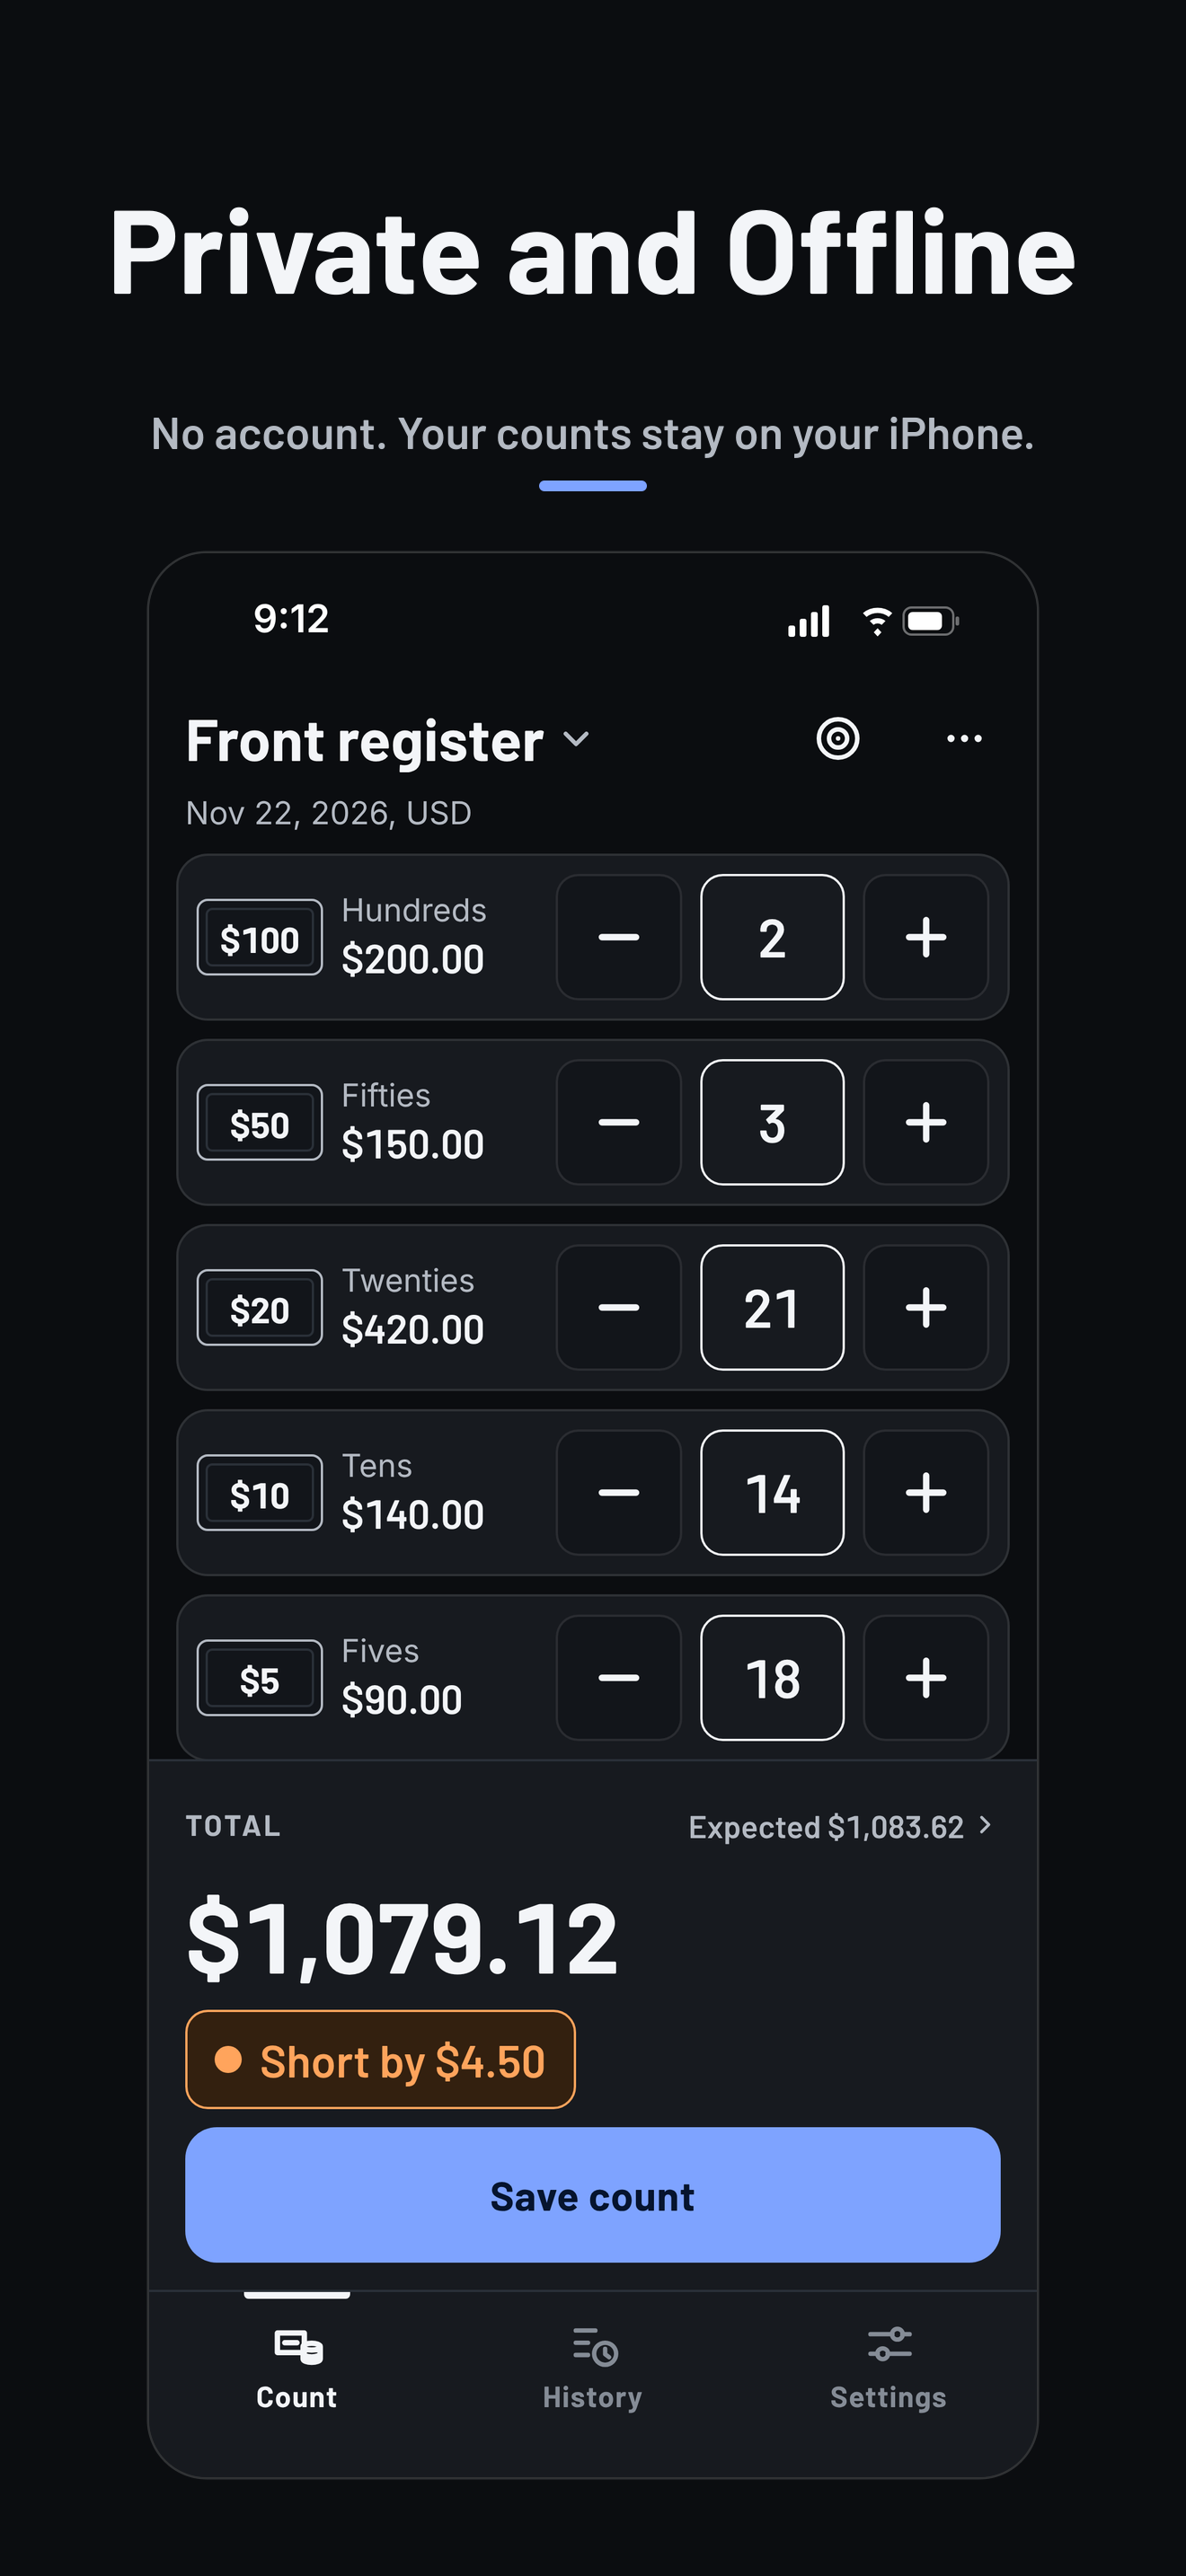 Private and Offline
No account. Your counts stay on your iPhone.
9:12
Front register
Nov 22, 2026, USD
$100 Hundreds $200.00 − 2 +
$50 Fifties $150.00 − 3 +
$20 Twenties $420.00 − 21 +
$10 Tens $140.00 − 14 +
$5 Fives $90.00 − 18 +
TOTAL Expected $1,083.62
$1,079.12
Short by $4.50
Save count
Count History Settings